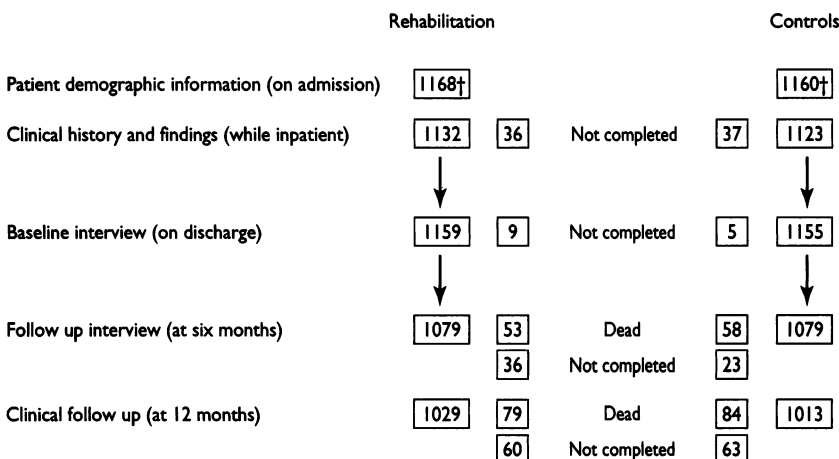 Rehabilitation Controls
Patient demographic information (on admission) 1168† 1160†
Clinical history and findings (while inpatient) 1132 36 Not completed 37 1123
Baseline interview (on discharge) 1159 9 Not completed 5 1155
Follow up interview (at six months) 1079 53 Dead 58 1079
36 Not completed 23
Clinical follow up (at 12 months) 1029 79 Dead 84 1013
60 Not completed 63